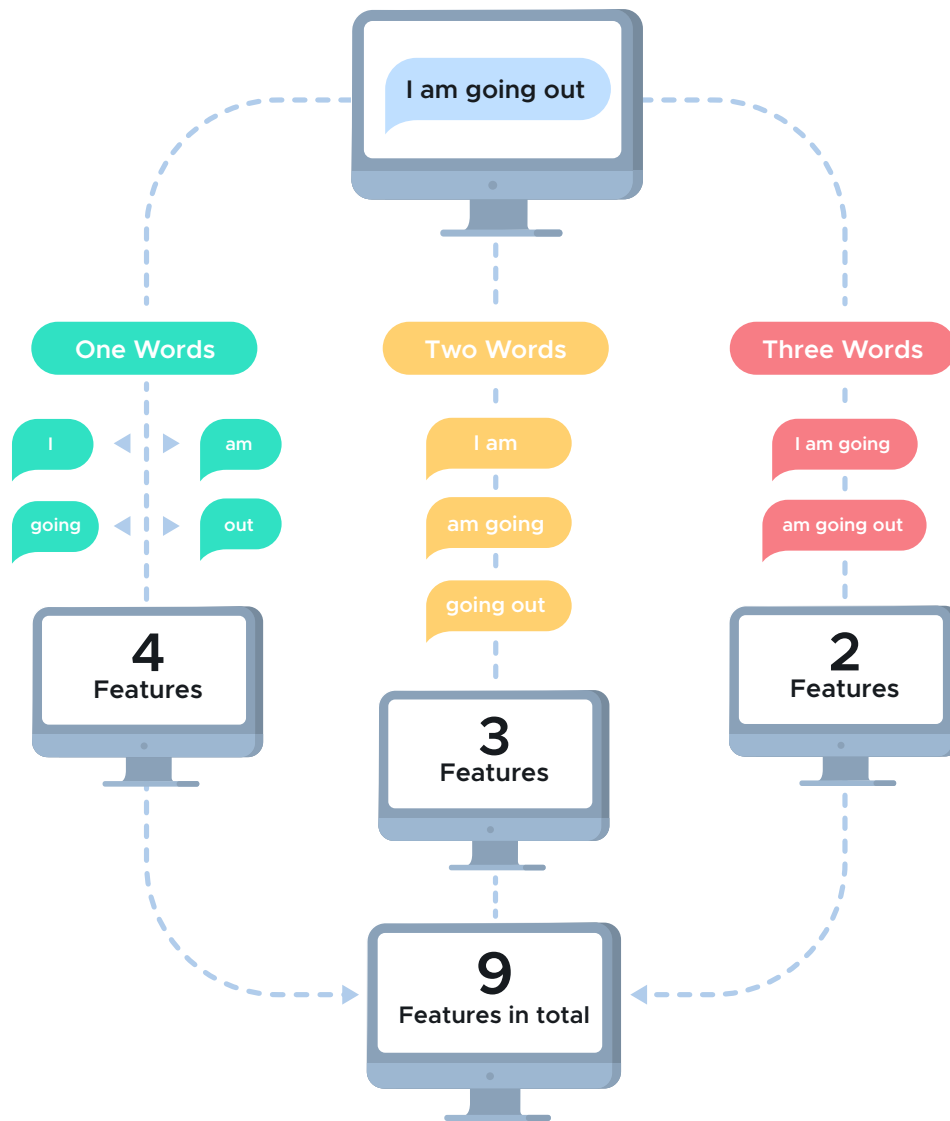 I am going out
One Words
I
am
going
out
4
Features
Two Words
I am
am going
going out
3
Features
Three Words
I am going
am going out
2
Features
9
Features in total